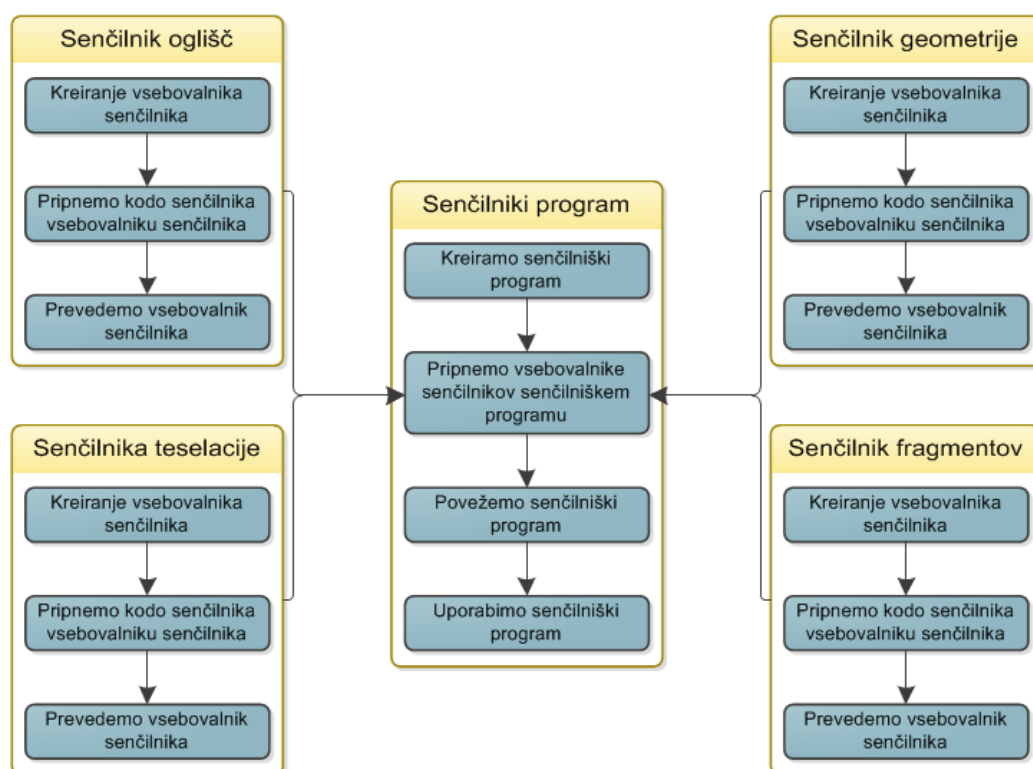 Senčilnik oglišč
Kreiranje vsebovalnika
senčilnika
Pripnemo kodo senčilnika
vsebovalniku senčilnika
Prevedemo vsebovalnik
senčilnika
Senčilnika teselacije
Kreiranje vsebovalnika
senčilnika
Pripnemo kodo senčilnika
vsebovalniku senčilnika
Prevedemo vsebovalnik
senčilnika
Senčilniki program
Kreiramo senčilniški
program
Pripnemo vsebovalnike
senčilnikov senčilniškem
programu
Povežemo senčilniški
program
Uporabimo senčilniški
program
Senčilnik geometrije
Kreiranje vsebovalnika
senčilnika
Pripnemo kodo senčilnika
vsebovalniku senčilnika
Prevedemo vsebovalnik
senčilnika
Senčilnik fragmentov
Kreiranje vsebovalnika
senčilnika
Pripnemo kodo senčilnika
vsebovalniku senčilnika
Prevedemo vsebovalnik
senčilnika